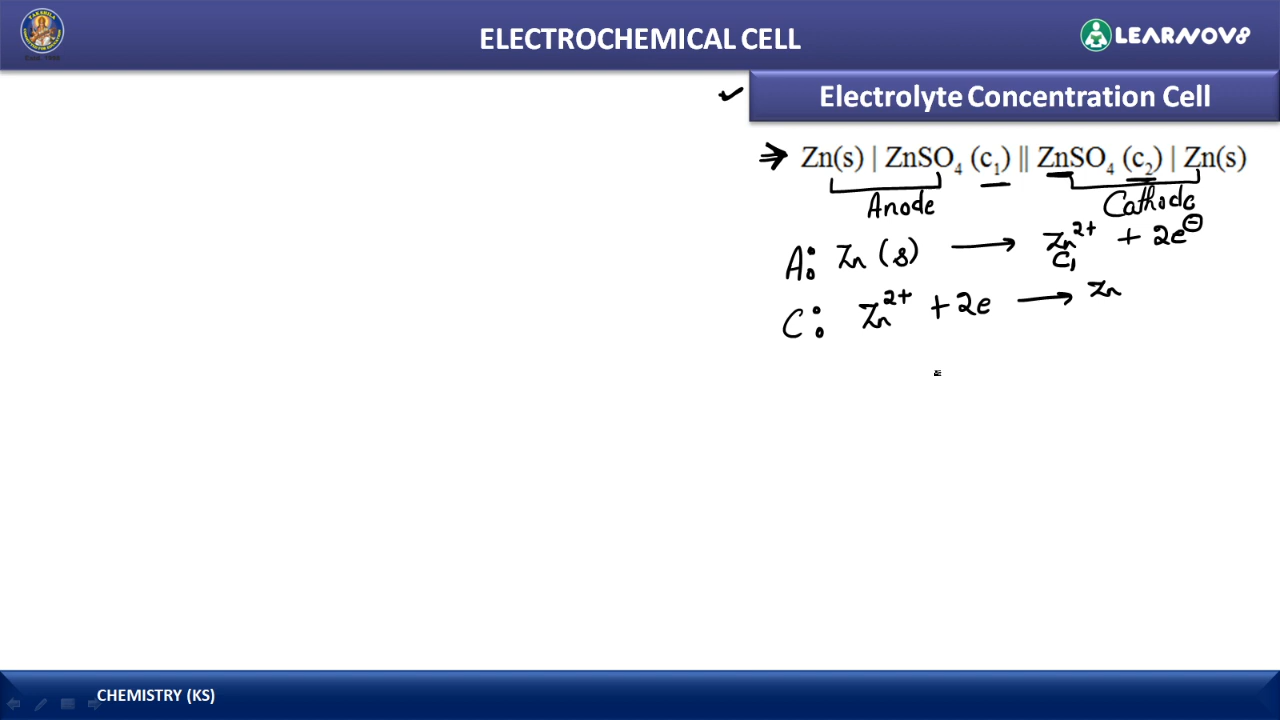 ELECTROCHEMICAL CELL
LEARNOV8
Electrolyte Concentration Cell
⇒ Zn(s) | ZnSO₄ (c₁) || ZnSO₄ (c₂) | Zn(s)
Anode Cathode
A: Zn (s) → Zn²⁺ + 2e⊖
C₁
C: Zn²⁺ + 2e → Zn
CHEMISTRY (KS)